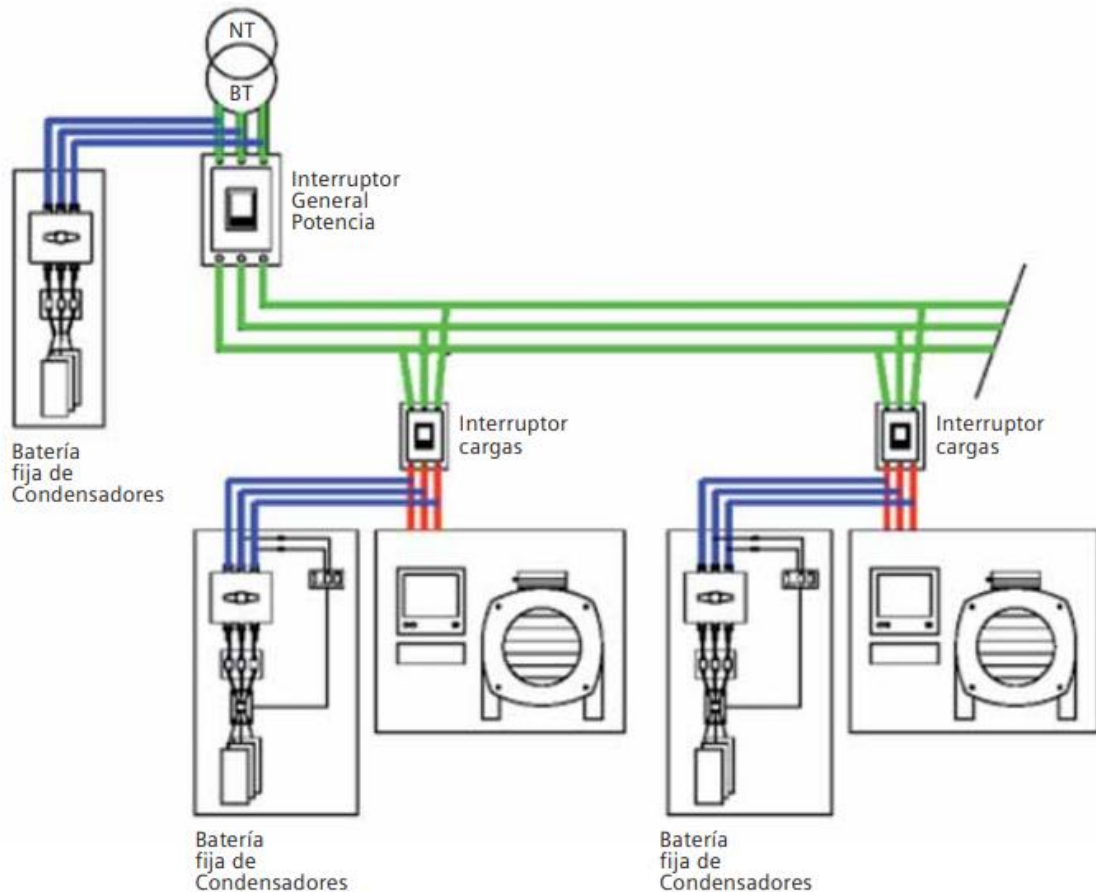 NT
BT
Interruptor
General
Potencia
Batería
fija de
Condensadores
Interruptor
cargas
Interruptor
cargas
Batería
fija de
Condensadores
Batería
fija de
Condensadores